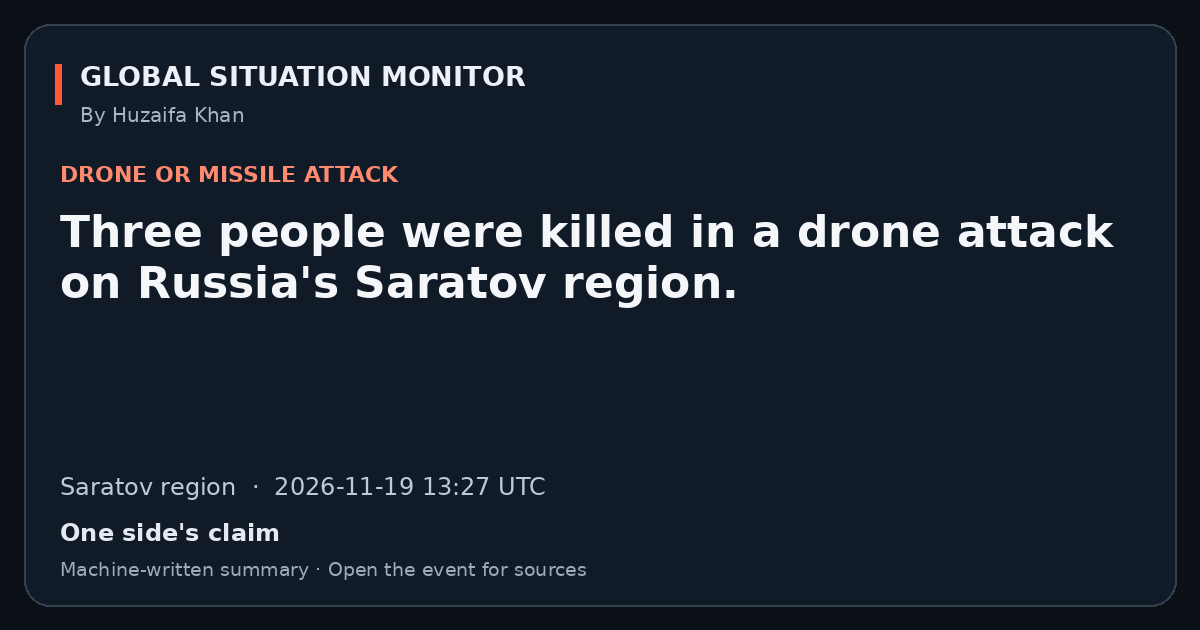 GLOBAL SITUATION MONITOR
By Huzaifa Khan
DRONE OR MISSILE ATTACK
Three people were killed in a drone attack
on Russia's Saratov region.
Saratov region · 2026-11-19 13:27 UTC
One side's claim
Machine-written summary · Open the event for sources